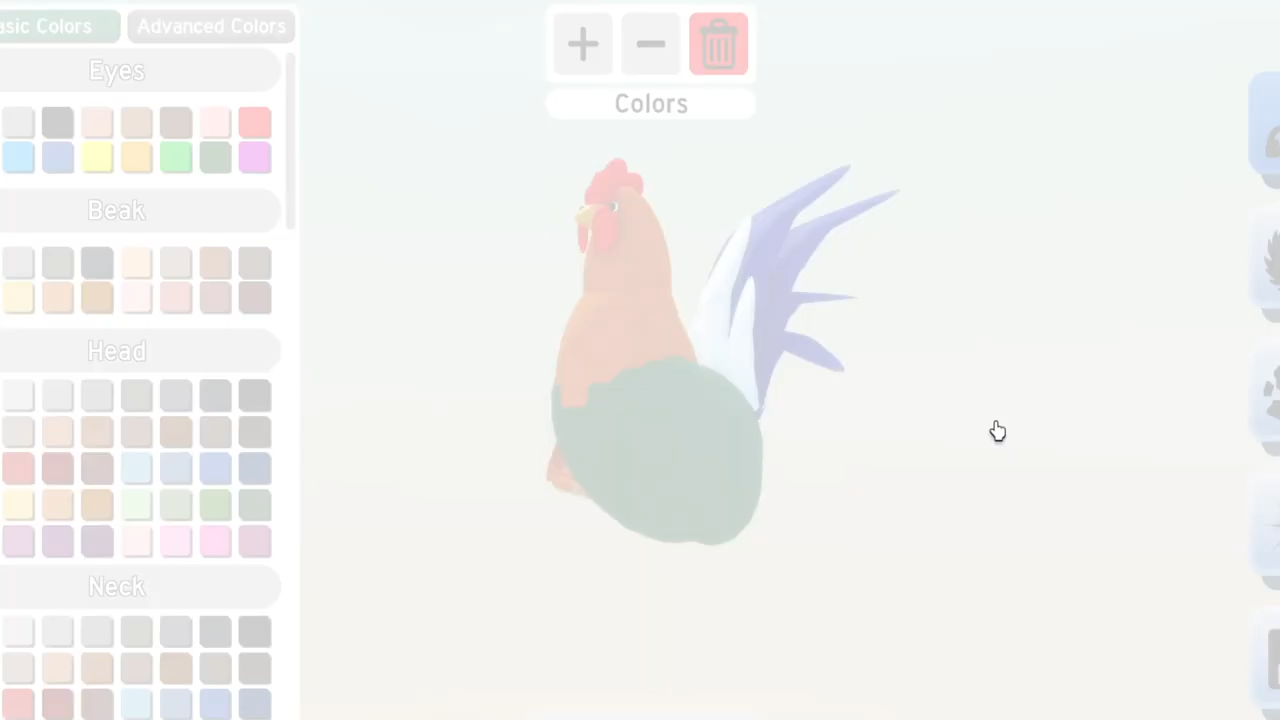 asic Colors
Advanced Colors
Colors
Eyes
Beak
Head
Neck